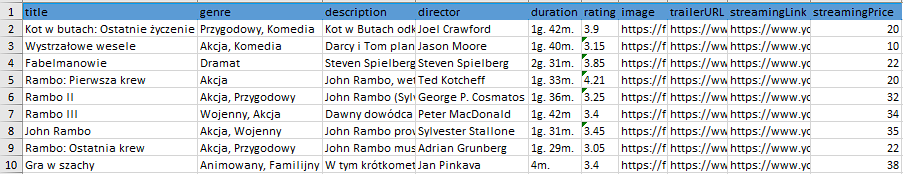 1 title genre description director duration rating image trailerURL streamingLink streamingPrice
2 Kot w butach: Ostatnie życzenie Przygodowy, Komedia Kot w Butach odk Joel Crawford 1g. 42m. 3.9 https://f https://ww https://www.yo 20
3 Wystrzałowe wesele Akcja, Komedia Darcy i Tom plan Jason Moore 1g. 40m. 3.15 https://f https://ww https://www.yo 10
4 Fabelmanowie Dramat Steven Spielberg Steven Spielberg 2g. 31m. 3.85 https://f https://ww https://www.yo 22
5 Rambo: Pierwsza krew Akcja John Rambo, wet Ted Kotcheff 1g. 33m. 4.21 https://f https://ww https://www.yo 20
6 Rambo II Akcja, Przygodowy John Rambo (Sylv George P. Cosmatos 1g. 36m. 3.25 https://f https://ww https://www.yo 32
7 Rambo III Wojenny, Akcja Dawny dowódca Peter MacDonald 1g. 42m 3.4 https://f https://ww https://www.yo 34
8 John Rambo Akcja, Wojenny John Rambo prow Sylvester Stallone 1g. 31m. 3.45 https://f https://ww https://www.yo 35
9 Rambo: Ostatnia krew Akcja, Przygodowy John Rambo mus Adrian Grunberg 1g. 29m. 3.05 https://f https://ww https://www.yo 22
10 Gra w szachy Animowany, Familijny W tym krótkomet Jan Pinkava 4m. 3.4 https://f https://ww https://www.yo 38